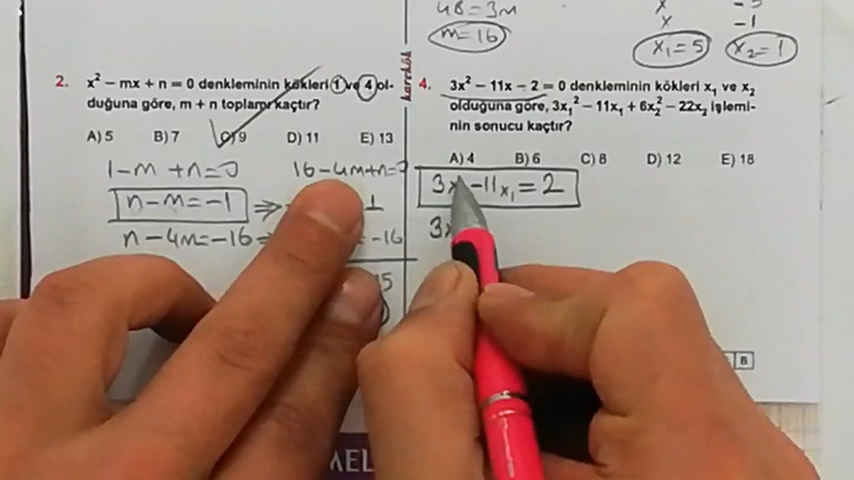 48=3m
m=16
x -5
x -1
x₁=5 x₂=1
2. x² – mx + n = 0 denkleminin kökleri 1 ve 4 ol-
duğuna göre, m + n toplamı kaçtır?
A) 5 B) 7 C) 9 D) 11 E) 13
1-m+n=0 16-4m+n=
n-m=-1 ⇒
n-4m=-16 -16
karekök
4. 3x² – 11x – 2 = 0 denkleminin kökleri x₁ ve x₂
olduğuna göre, 3x₁² – 11x₁ + 6x₂² – 22x₂ işlemi-
nin sonucu kaçtır?
A) 4 B) 6 C) 8 D) 12 E) 18
3x -11x₁=2
3x
B